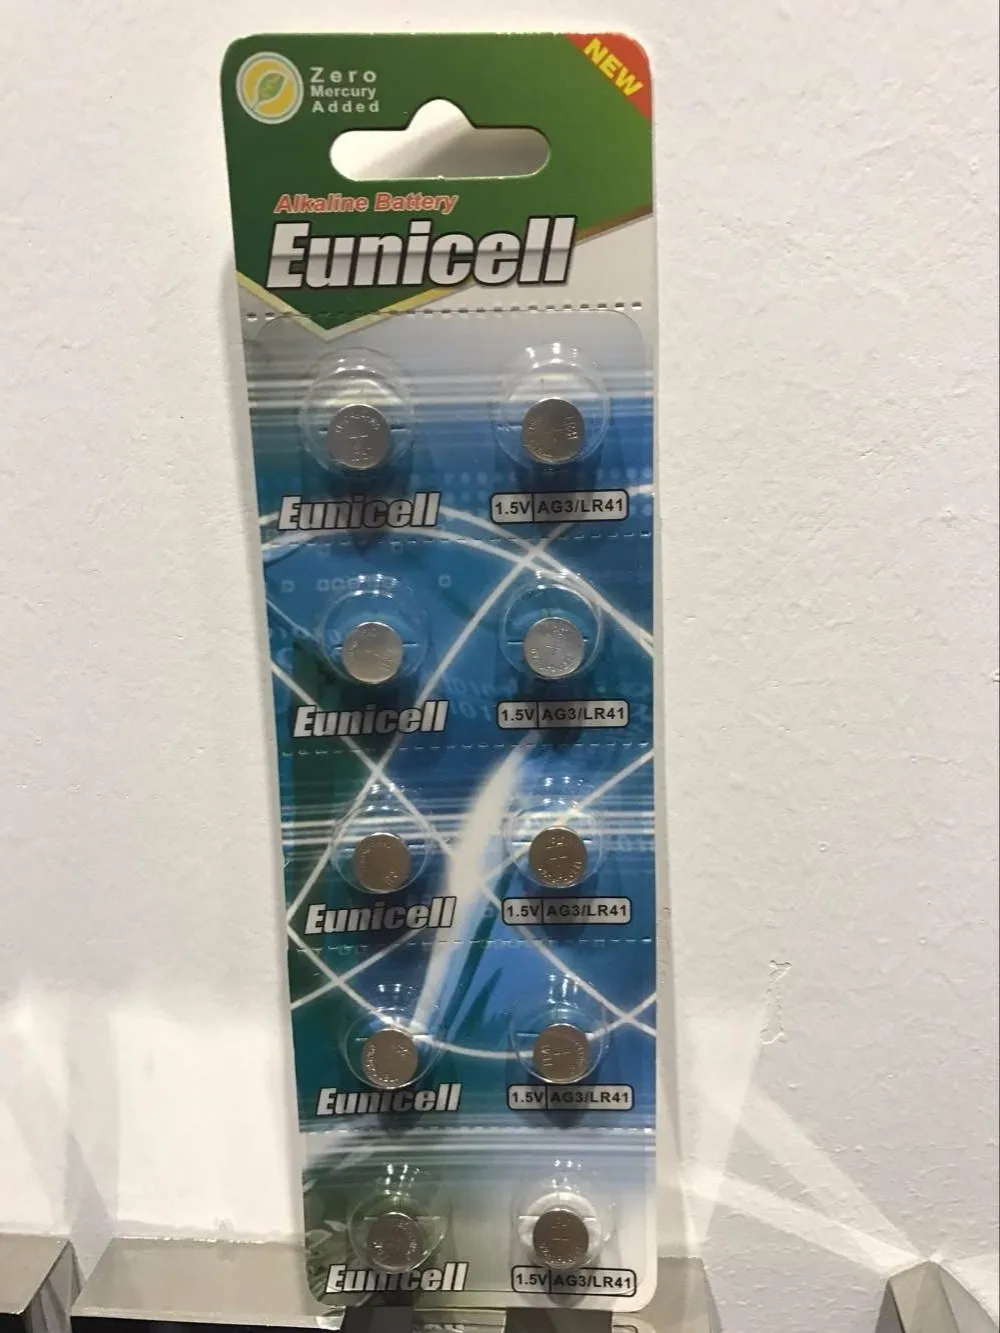 Zero
Mercury
Added
NEW
Alkaline Battery
Eunicell
Eunicell 1.5V AG3/LR41
Eunicell 1.5V AG3/LR41
Eunicell 1.5V AG3/LR41
Eunicell 1.5V AG3/LR41
Eunicell 1.5V AG3/LR41